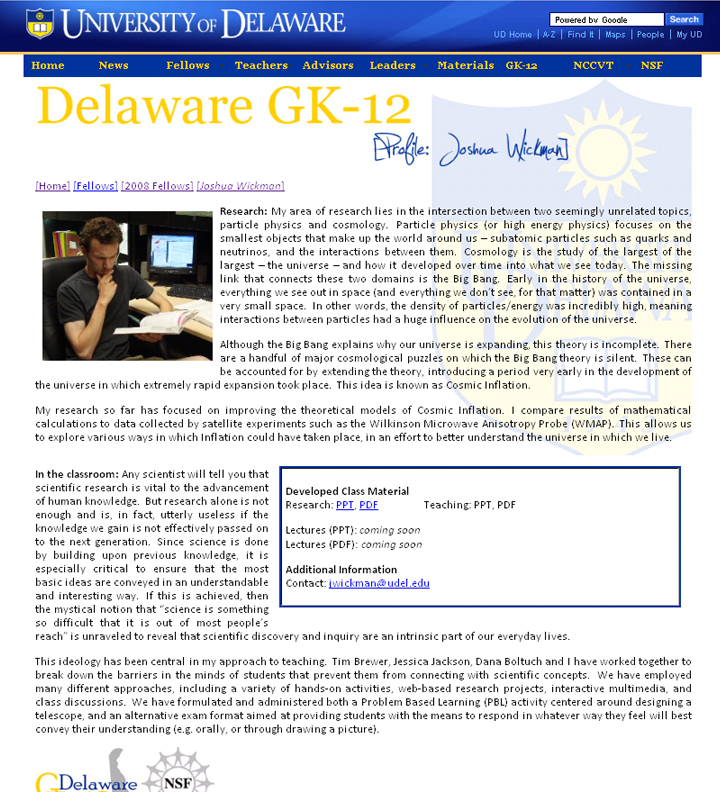 UNIVERSITY OF DELAWARE
Powered by Google Search
UD Home | A-Z | Find It | Maps | People | My UD
Home News Fellows Teachers Advisors Leaders Materials GK-12 NCCVT NSF
Delaware GK-12
[Profile: Joshua Wickman]
[Home] [Fellows] [2008 Fellows] [Joshua Wickman]
Research: My area of research lies in the intersection between two seemingly unrelated topics,
particle physics and cosmology. Particle physics (or high energy physics) focuses on the
smallest objects that make up the world around us – subatomic particles such as quarks and
neutrinos, and the interactions between them. Cosmology is the study of the largest of the
largest – the universe – and how it developed over time into what we see today. The missing
link that connects these two domains is the Big Bang. Early in the history of the universe,
everything we see out in space (and everything we don't see, for that matter) was contained in a
very small space. In other words, the density of particles/energy was incredibly high, meaning
interactions between particles had a huge influence on the evolution of the universe.
Although the Big Bang explains why our universe is expanding, this theory is incomplete. There
are a handful of major cosmological puzzles on which the Big Bang theory is silent. These can
be accounted for by extending the theory, introducing a period very early in the development of
the universe in which extremely rapid expansion took place. This idea is known as Cosmic Inflation.
My research so far has focused on improving the theoretical models of Cosmic Inflation. I compare results of mathematical
calculations to data collected by satellite experiments such as the Wilkinson Microwave Anisotropy Probe (WMAP). This allows us
to explore various ways in which Inflation could have taken place, in an effort to better understand the universe in which we live.
In the classroom: Any scientist will tell you that
scientific research is vital to the advancement
of human knowledge. But research alone is not
enough and is, in fact, utterly useless if the
knowledge we gain is not effectively passed on
to the next generation. Since science is done
by building upon previous knowledge, it is
especially critical to ensure that the most
basic ideas are conveyed in an understandable
and interesting way. If this is achieved, then
the mystical notion that “science is something
so difficult that it is out of most people's
reach” is unraveled to reveal that scientific discovery and inquiry are an intrinsic part of our everyday lives.
Developed Class Material
Research: PPT, PDF Teaching: PPT, PDF
Lectures (PPT): coming soon
Lectures (PDF): coming soon
Additional Information
Contact: jwickman@udel.edu
This ideology has been central in my approach to teaching. Tim Brewer, Jessica Jackson, Dana Boltuch and I have worked together to
break down the barriers in the minds of students that prevent them from connecting with scientific concepts. We have employed
many different approaches, including a variety of hands-on activities, web-based research projects, interactive multimedia, and
class discussions. We have formulated and administered both a Problem Based Learning (PBL) activity centered around designing a
telescope, and an alternative exam format aimed at providing students with the means to respond in whatever way they feel will best
convey their understanding (e.g. orally, or through drawing a picture).
Delaware
NSF